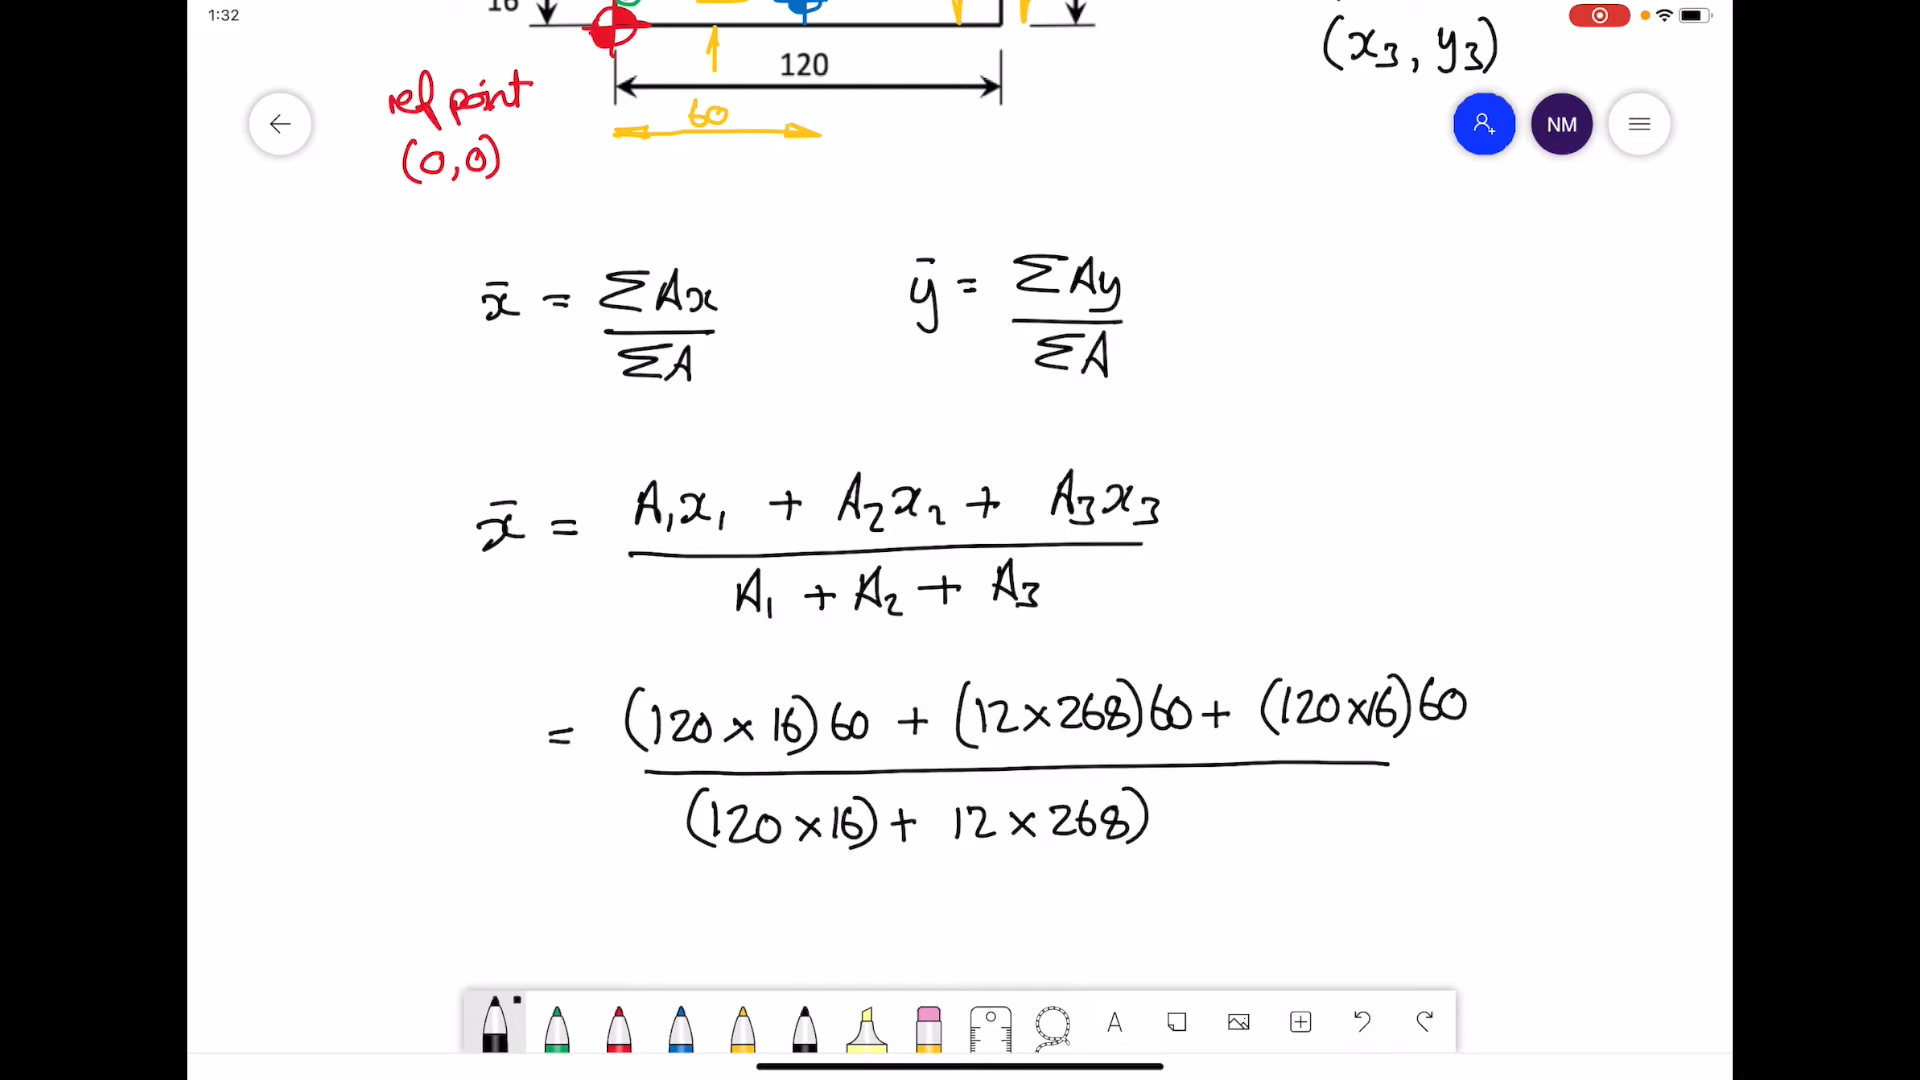 1:32
16
(x₃, y₃)
120
ref point
60
NM
(0,0)
x̄ = ΣAx / ΣA
ȳ = ΣAy / ΣA
x̄ = A₁x₁ + A₂x₂ + A₃x₃
A₁ + A₂ + A₃
= (120 × 16) 60 + (12 × 268) 60 + (120 × 16) 60
(120 × 16) + 12 × 268)
A